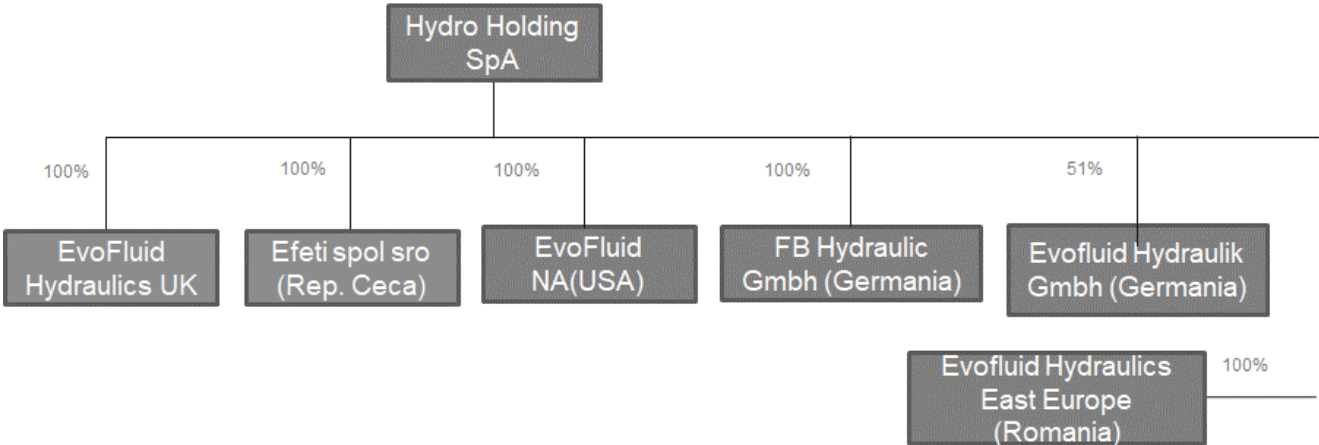 Hydro Holding
SpA
100%
100%
100%
100%
51%
EvoFluid
Hydraulics UK
Efeti spol sro
(Rep. Ceca)
EvoFluid
NA(USA)
FB Hydraulic
Gmbh (Germania)
Evofluid Hydraulik
Gmbh (Germania)
Evofluid Hydraulics
East Europe
(Romania)
100%